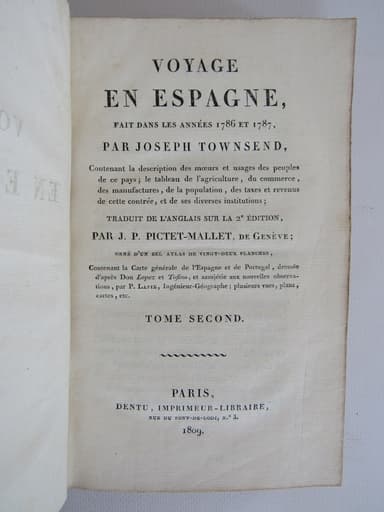 VOYAGE
EN ESPAGNE,
FAIT DANS LES ANNÉES 1786 ET 1787,
PAR JOSEPH TOWNSEND,
Contenant la description des mœurs et usages des peuples
de ce pays; le tableau de l'agriculture, du commerce,
des manufactures, de la population, des taxes et revenus
de cette contrée, et de ses diverses institutions;
TRADUIT DE L'ANGLAIS SUR LA 2e ÉDITION,
PAR J. P. PICTET-MALLET, DE GENÈVE;
ORNÉ D'UN BEL ATLAS DE VINGT-DEUX PLANCHES,
Contenant la Carte générale de l'Espagne et du Portugal, dressée
d'après Don Lopez et Tofino, et assujétie aux nouvelles observa-
tions, par P. LAPIE, Ingénieur-Géographe; plusieurs vues, plans,
cartes, etc.
TOME SECOND.
PARIS,
DENTU, IMPRIMEUR-LIBRAIRE,
RUE DU PONT-DE-LODI, N.º 3.
1809.